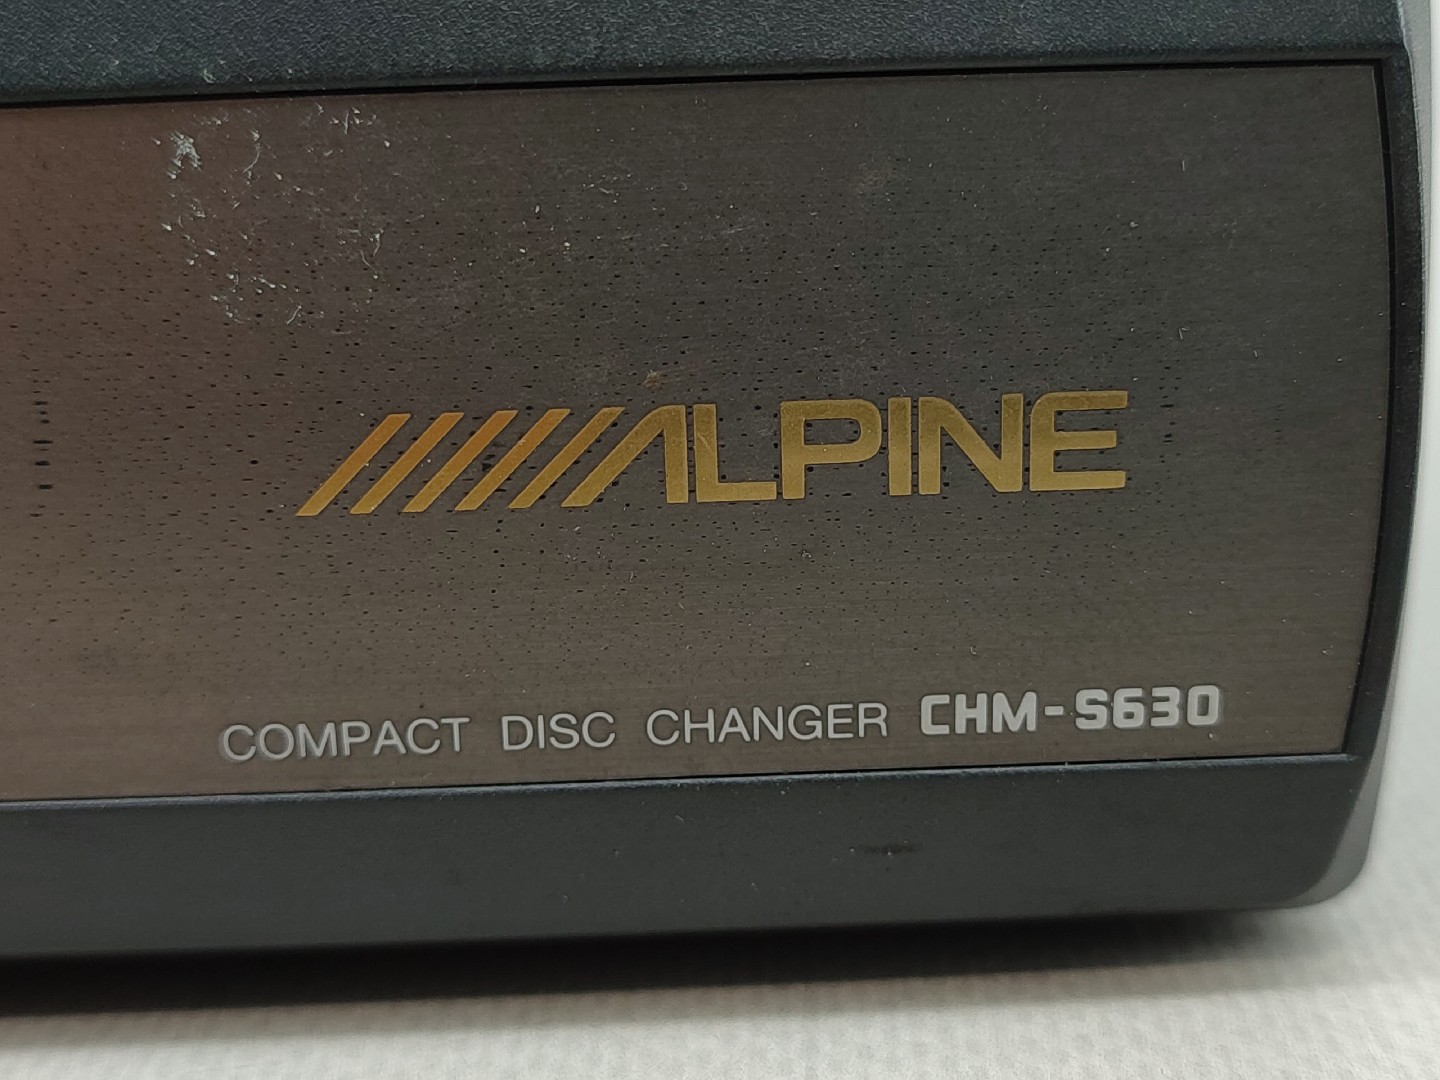 ALPINE
COMPACT DISC CHANGER CHM-S630